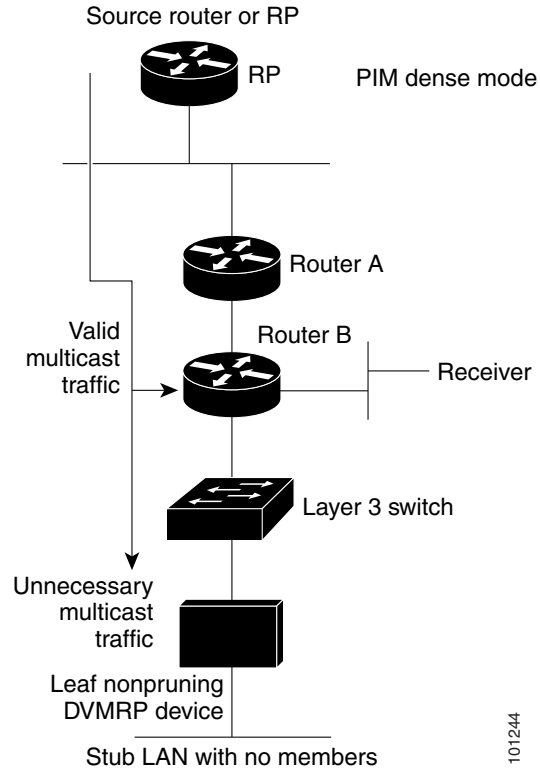 Source router or RP
RP
PIM dense mode
Router A
Router B
Valid
multicast
traffic
Receiver
Layer 3 switch
Unnecessary
multicast
traffic
Leaf nonpruning
DVMRP device
Stub LAN with no members
101244